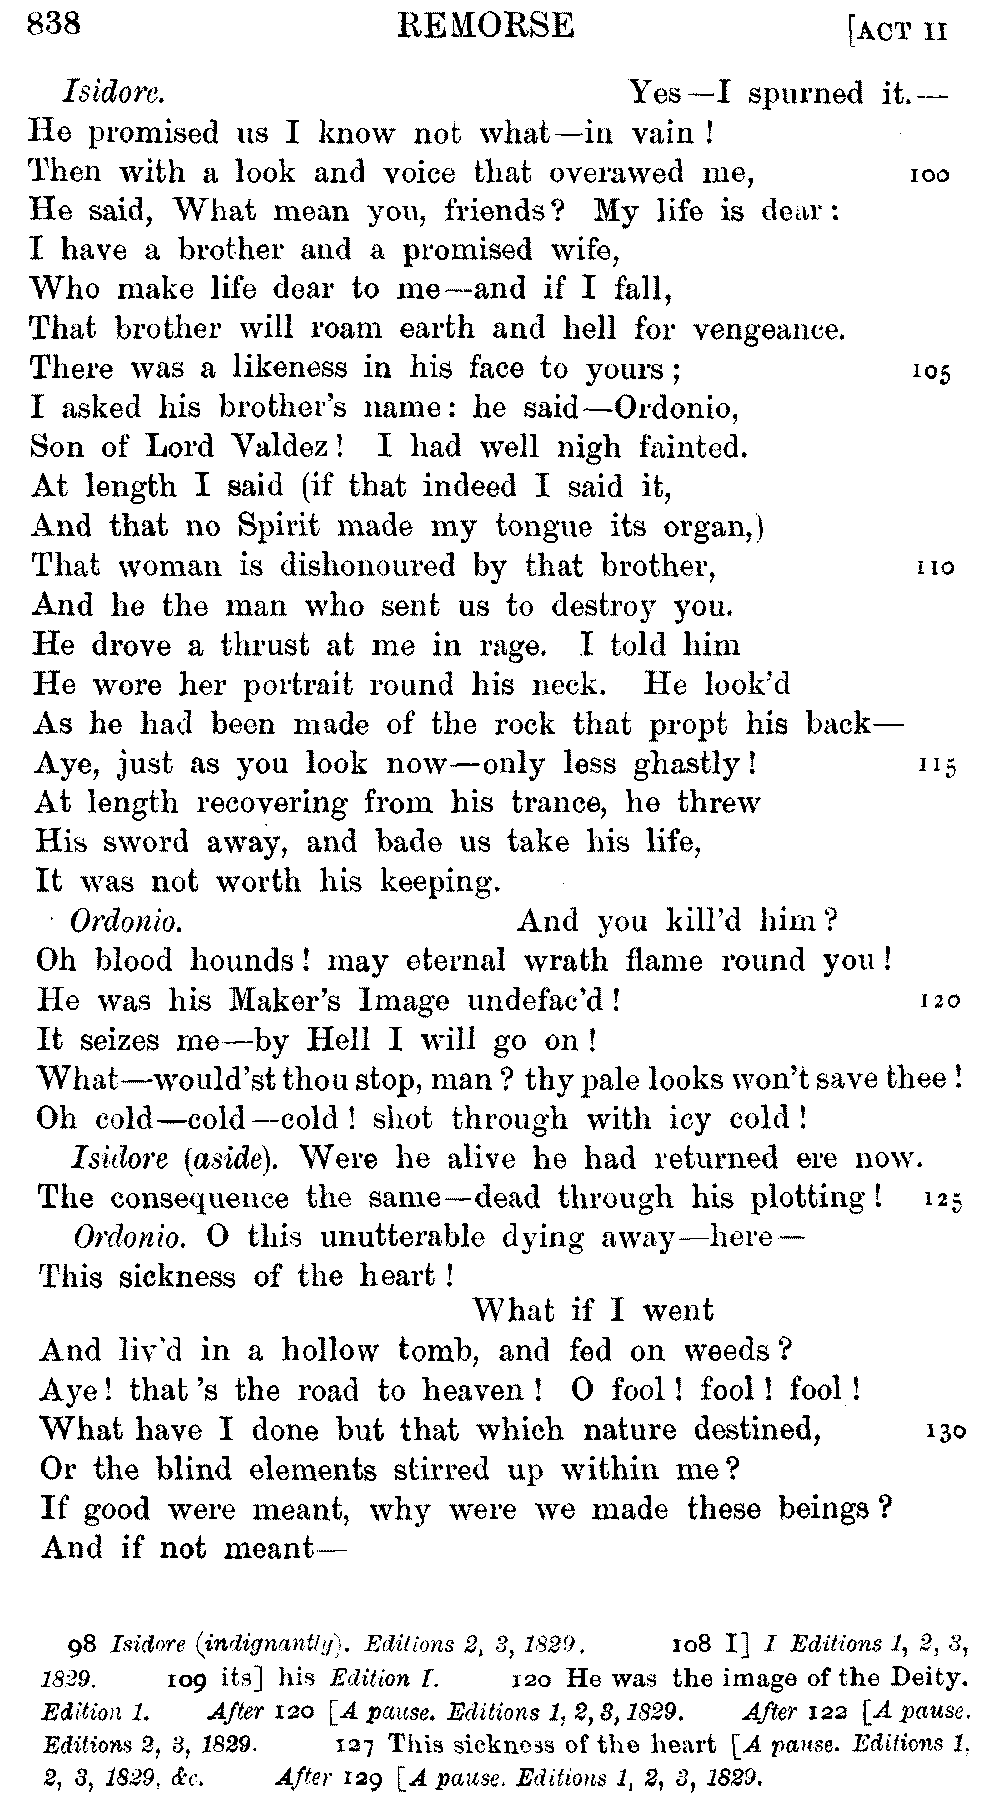 838 REMORSE [ACT II
Isidore. Yes—I spurned it.—
He promised us I know not what—in vain !
Then with a look and voice that overawed me, 100
He said, What mean you, friends? My life is dear :
I have a brother and a promised wife,
Who make life dear to me—and if I fall,
That brother will roam earth and hell for vengeance.
There was a likeness in his face to yours ; 105
I asked his brother's name : he said—Ordonio,
Son of Lord Valdez ! I had well nigh fainted.
At length I said (if that indeed I said it,
And that no Spirit made my tongue its organ,)
That woman is dishonoured by that brother, 110
And he the man who sent us to destroy you.
He drove a thrust at me in rage. I told him
He wore her portrait round his neck. He look'd
As he had been made of the rock that propt his back—
Aye, just as you look now—only less ghastly ! 115
At length recovering from his trance, he threw
His sword away, and bade us take his life,
It was not worth his keeping.
Ordonio. And you kill'd him ?
Oh blood hounds ! may eternal wrath flame round you !
He was his Maker's Image undefac'd ! 120
It seizes me—by Hell I will go on !
What—would'st thou stop, man ? thy pale looks won't save thee !
Oh cold—cold—cold ! shot through with icy cold !
Isidore (aside). Were he alive he had returned ere now.
The consequence the same—dead through his plotting ! 125
Ordonio. O this unutterable dying away—here—
This sickness of the heart !
What if I went
And liv'd in a hollow tomb, and fed on weeds ?
Aye ! that 's the road to heaven ! O fool ! fool ! fool !
What have I done but that which nature destined, 130
Or the blind elements stirred up within me ?
If good were meant, why were we made these beings ?
And if not meant—
98 Isidore (indignantly). Editions 2, 3, 1829. 108 I] I Editions 1, 2, 3,
1829. 109 its] his Edition I. 120 He was the image of the Deity.
Edition 1. After 120 [A pause. Editions 1, 2, 3, 1829. After 122 [A pause.
Editions 2, 3, 1829. 127 This sickness of the heart [A pause. Editions 1,
2, 3, 1829, &c. After 129 [A pause. Editions 1, 2, 3, 1829.